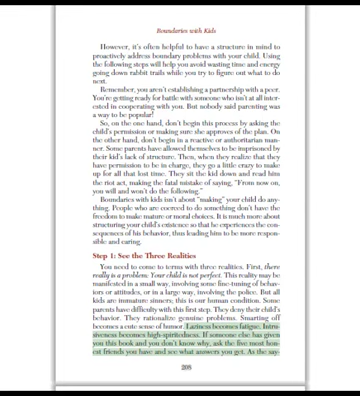 Boundaries with Kids
However, it's often helpful to have a structure in mind to
proactively address boundary problems with your child. Using
the following steps will help you avoid wasting time and energy
going down rabbit trails while you try to figure out what to do
next.
Remember, you aren't establishing a partnership with a peer.
You're getting ready for battle with someone who isn't at all inter-
ested in cooperating with you. But nobody said parenting was
a way to be popular!
So, on the one hand, don't begin this process by asking the
child's permission or making sure she approves of the plan. On
the other hand, don't begin in a reactive or authoritarian man-
ner. Some parents have allowed themselves to be imprisoned by
their kid's lack of structure. Then, when they realize that they
have permission to be in charge, they go a little crazy to make
up for all that lost time. They sit the kid down and read him
the riot act, making the fatal mistake of saying, "From now on,
you will and won't do the following."
Boundaries with kids isn't about "making" your child do any-
thing. People who are coerced to do something don't have the
freedom to make mature or moral choices. It is much more about
structuring your child's existence so that he experiences the con-
sequences of his behavior, thus leading him to be more respon-
sible and caring.
Step 1: See the Three Realities
You need to come to terms with three realities. First, there
really is a problem: Your child is not perfect. This reality may be
manifested in a small way, involving some fine-tuning of behav-
iors or attitudes, or in a large way, involving the police. But all
kids are immature sinners; this is our human condition. Some
parents have difficulty with this first step. They deny their child's
behavior. They rationalize genuine problems. Smarting off
becomes a cute sense of humor. Laziness becomes fatigue. Intru-
siveness becomes high-spiritedness. If someone else has given
you this book and you don't know why, ask the five most hon-
est friends you have and see what answers you get. As the say-
208